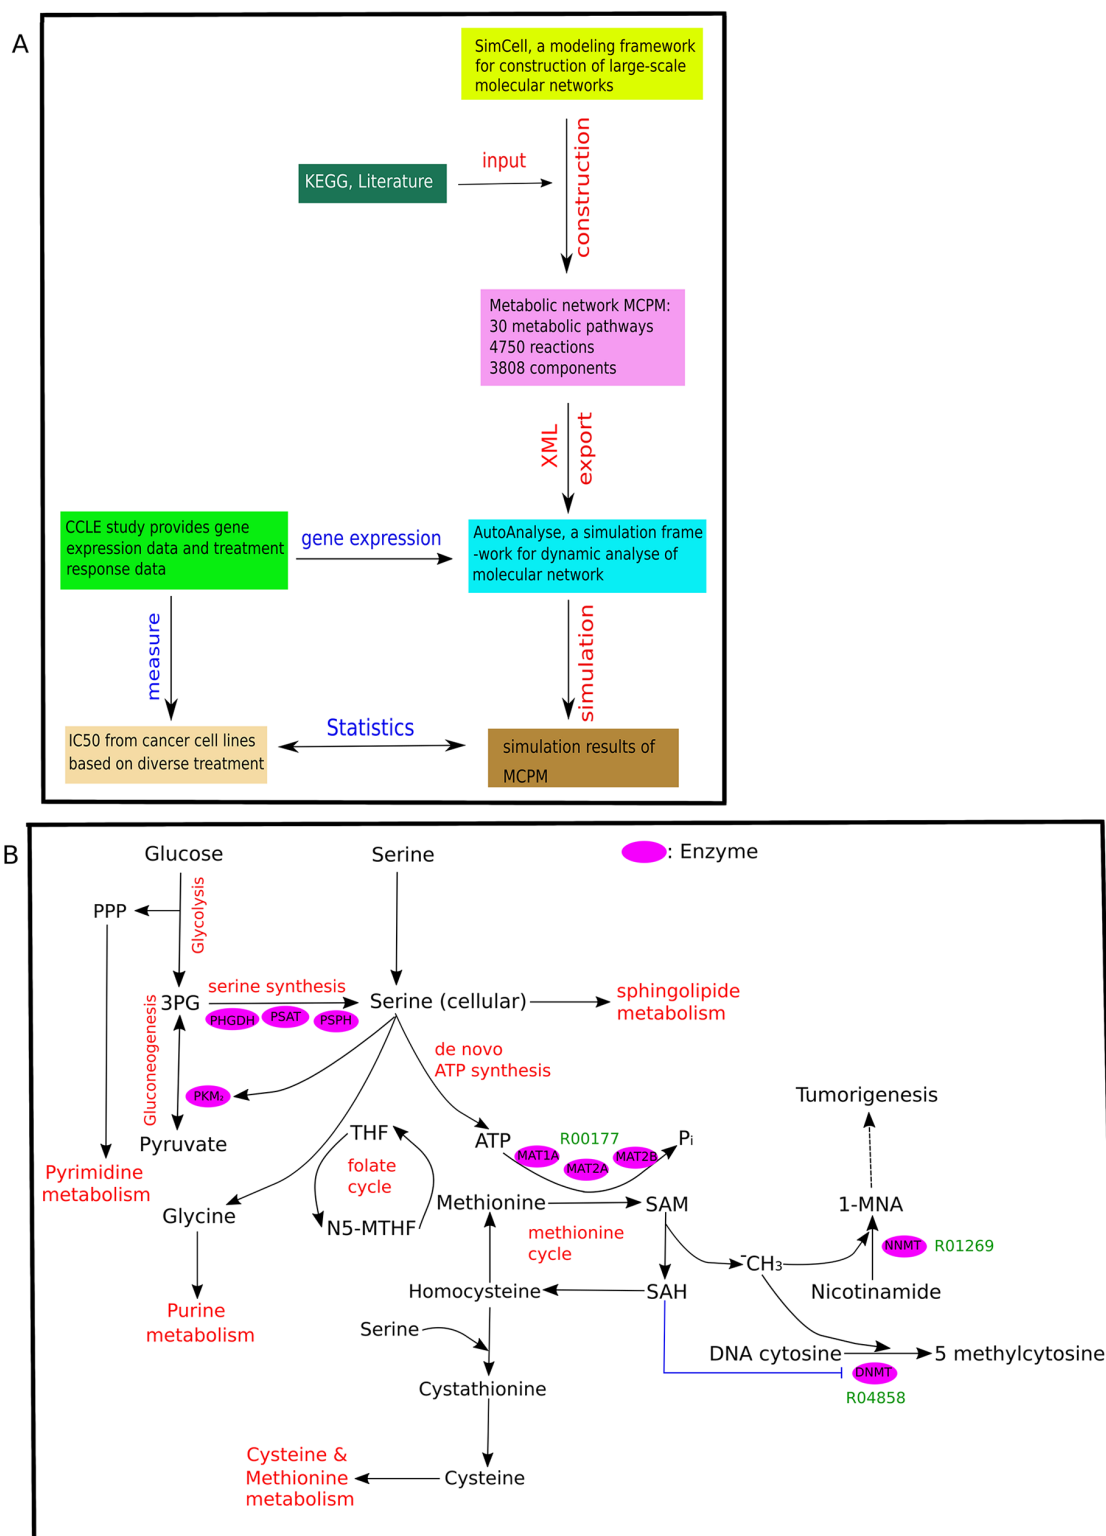 A
SimCell, a modeling framework
for construction of large-scale
molecular networks
input
construction
KEGG, Literature
Metabolic network MCPM:
30 metabolic pathways
4750 reactions
3808 components
XML
export
CCLE study provides gene
expression data and treatment
response data
gene expression
AutoAnalyse, a simulation frame
-work for dynamic analyse of
molecular network
measure
simulation
IC50 from cancer cell lines
based on diverse treatment
Statistics
simulation results of
MCPM
B
Glucose
Serine
: Enzyme
PPP
Glycolysis
serine synthesis
3PG
PHGDH
PSAT
PSPH
Serine (cellular)
sphingolipide
metabolism
Gluconeogenesis
de novo
ATP synthesis
PKM₂
Tumorigenesis
Pyruvate
THF
ATP
R00177
Pi
MAT1A
MAT2A
MAT2B
Pyrimidine
metabolism
folate
cycle
Glycine
N5-MTHF
Methionine
SAM
1-MNA
methionine
cycle
NNMT
R01269
⁻CH₃
Homocysteine
SAH
Nicotinamide
Purine
metabolism
Serine
DNA cytosine
5 methylcytosine
DNMT
R04858
Cystathionine
Cysteine &
Methionine
metabolism
Cysteine